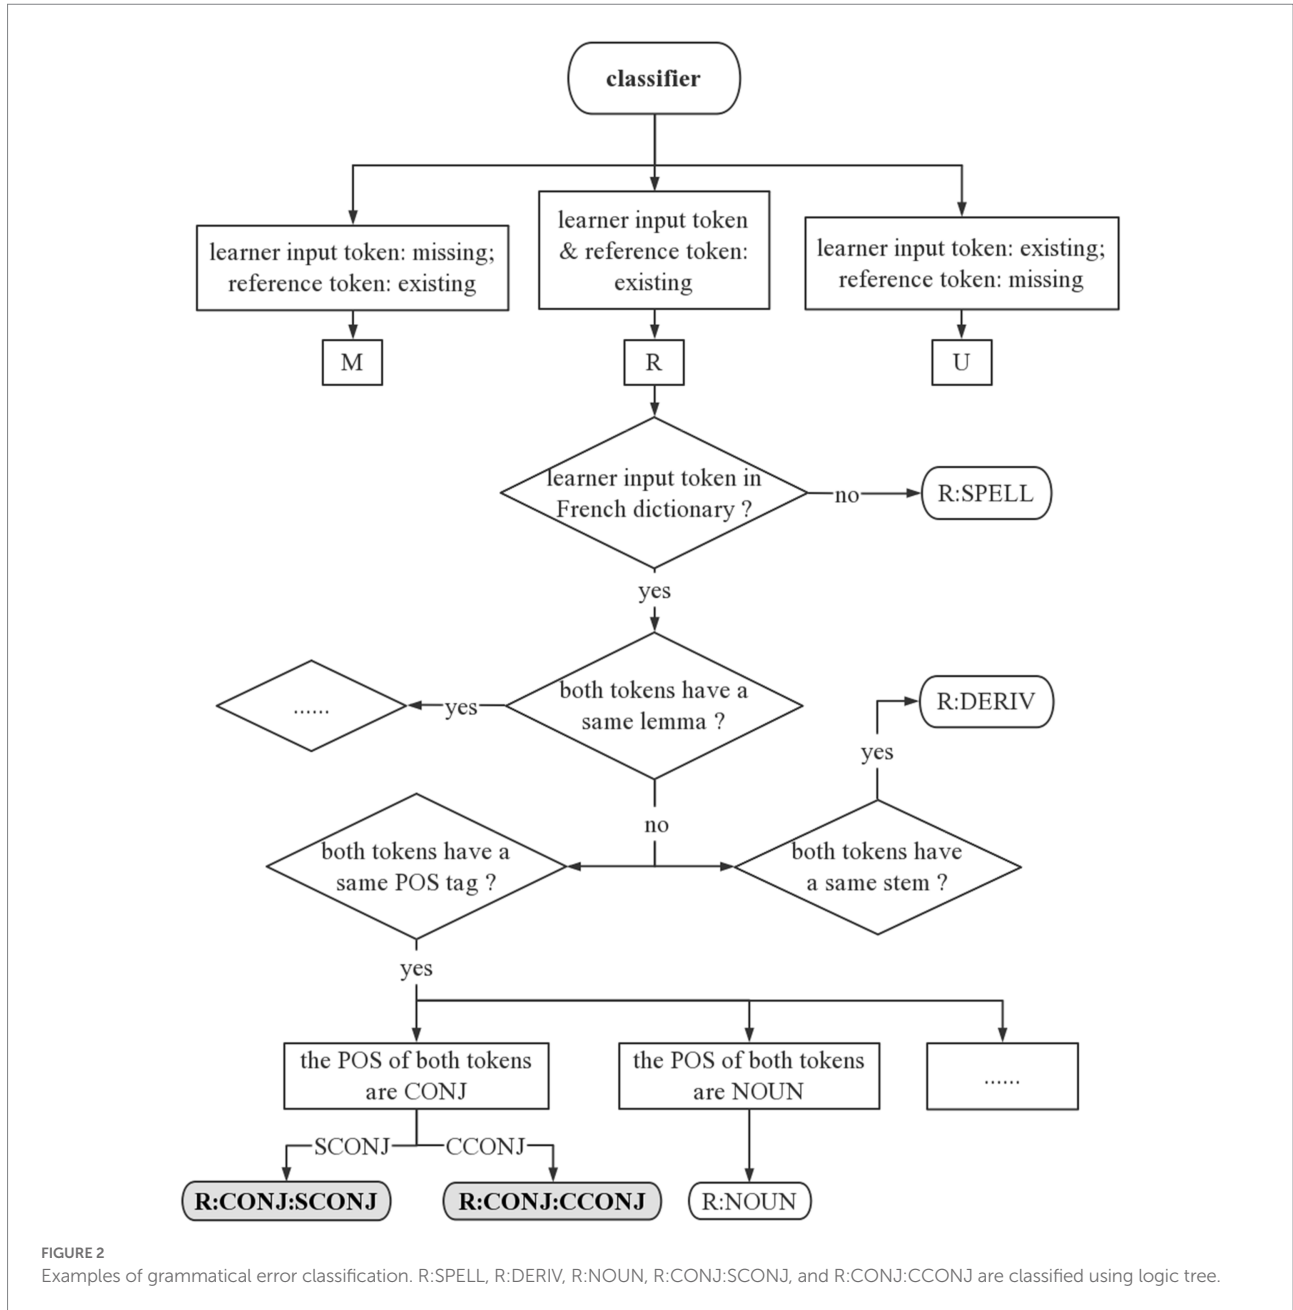 classifier
learner input token: missing;
reference token: existing
learner input token
& reference token:
existing
learner input token: existing;
reference token: missing
M
R
U
learner input token in
French dictionary ?
no
R:SPELL
yes
both tokens have a
same lemma ?
yes
......
no
both tokens have a
same POS tag ?
both tokens have
a same stem ?
yes
R:DERIV
yes
the POS of both tokens
are CONJ
the POS of both tokens
are NOUN
......
SCONJ
CCONJ
R:CONJ:SCONJ
R:CONJ:CCONJ
R:NOUN
FIGURE 2
Examples of grammatical error classification. R:SPELL, R:DERIV, R:NOUN, R:CONJ:SCONJ, and R:CONJ:CCONJ are classified using logic tree.